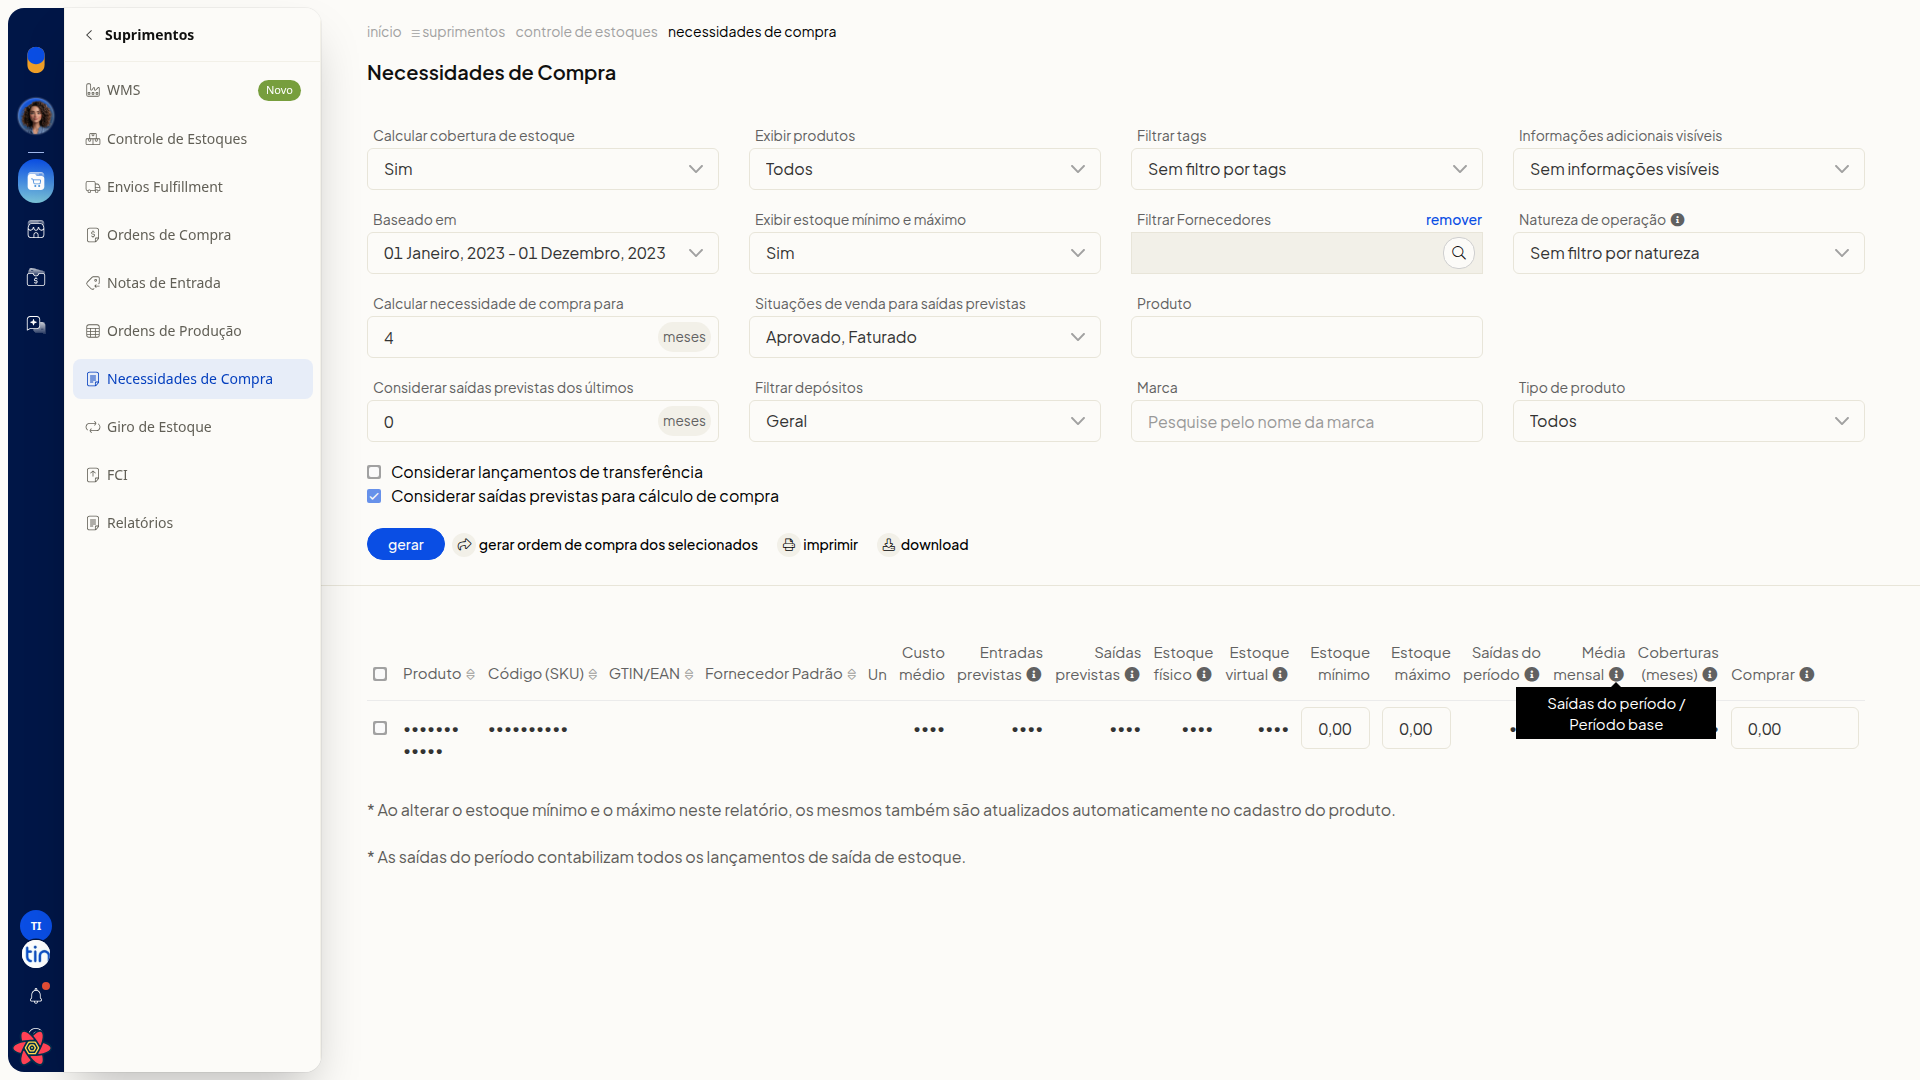 Suprimentos
WMS
Novo
Controle de Estoques
Envios Fulfillment
Ordens de Compra
Notas de Entrada
Ordens de Produção
Necessidades de Compra
Giro de Estoque
FCI
Relatórios
TI
tin
início suprimentos controle de estoques necessidades de compra
Necessidades de Compra
Calcular cobertura de estoque
Sim
Exibir produtos
Todos
Filtrar tags
Sem filtro por tags
Informações adicionais visíveis
Sem informações visíveis
Baseado em
01 Janeiro, 2023 - 01 Dezembro, 2023
Exibir estoque mínimo e máximo
Sim
Filtrar Fornecedores remover
Natureza de operação
Sem filtro por natureza
Calcular necessidade de compra para
4 meses
Situações de venda para saídas previstas
Aprovado, Faturado
Produto
Considerar saídas previstas dos últimos
0 meses
Filtrar depósitos
Geral
Marca
Pesquise pelo nome da marca
Tipo de produto
Todos
Considerar lançamentos de transferência
Considerar saídas previstas para cálculo de compra
gerar gerar ordem de compra dos selecionados imprimir download
Produto
Código (SKU)
GTIN/EAN
Fornecedor Padrão
Un
Custo médio
Entradas previstas
Saídas previstas
Estoque físico
Estoque virtual
Estoque mínimo
Estoque máximo
Saídas do período
Média mensal
Coberturas (meses)
Comprar
Saídas do período /
Período base
0,00 0,00 0,00
* Ao alterar o estoque mínimo e o máximo neste relatório, os mesmos também são atualizados automaticamente no cadastro do produto.
* As saídas do período contabilizam todos os lançamentos de saída de estoque.